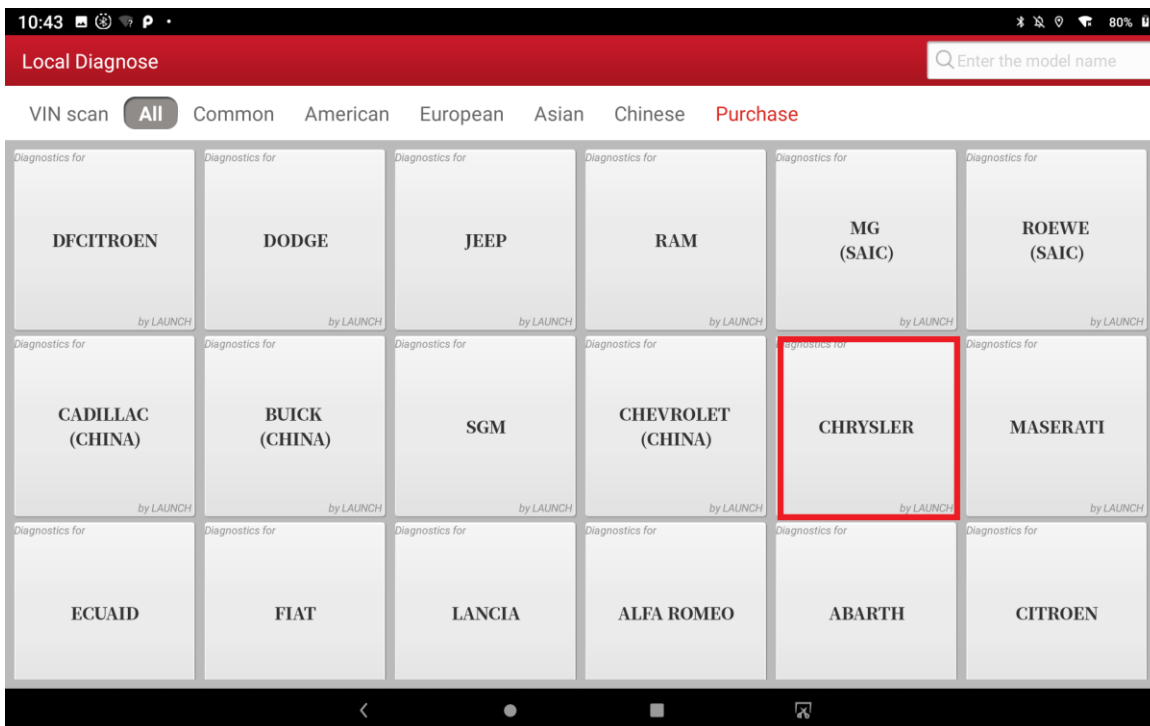 10:43
80%
Local Diagnose
Enter the model name
VIN scan All Common American European Asian Chinese Purchase
Diagnostics for Diagnostics for Diagnostics for Diagnostics for Diagnostics for Diagnostics for
DFCITROEN DODGE JEEP RAM MG ROEWE
(SAIC) (SAIC)
by LAUNCH by LAUNCH by LAUNCH by LAUNCH by LAUNCH by LAUNCH
Diagnostics for Diagnostics for Diagnostics for Diagnostics for Diagnostics for Diagnostics for
CADILLAC BUICK SGM CHEVROLET CHRYSLER MASERATI
(CHINA) (CHINA) (CHINA)
by LAUNCH by LAUNCH by LAUNCH by LAUNCH by LAUNCH by LAUNCH
Diagnostics for Diagnostics for Diagnostics for Diagnostics for Diagnostics for Diagnostics for
ECUAID FIAT LANCIA ALFA ROMEO ABARTH CITROEN